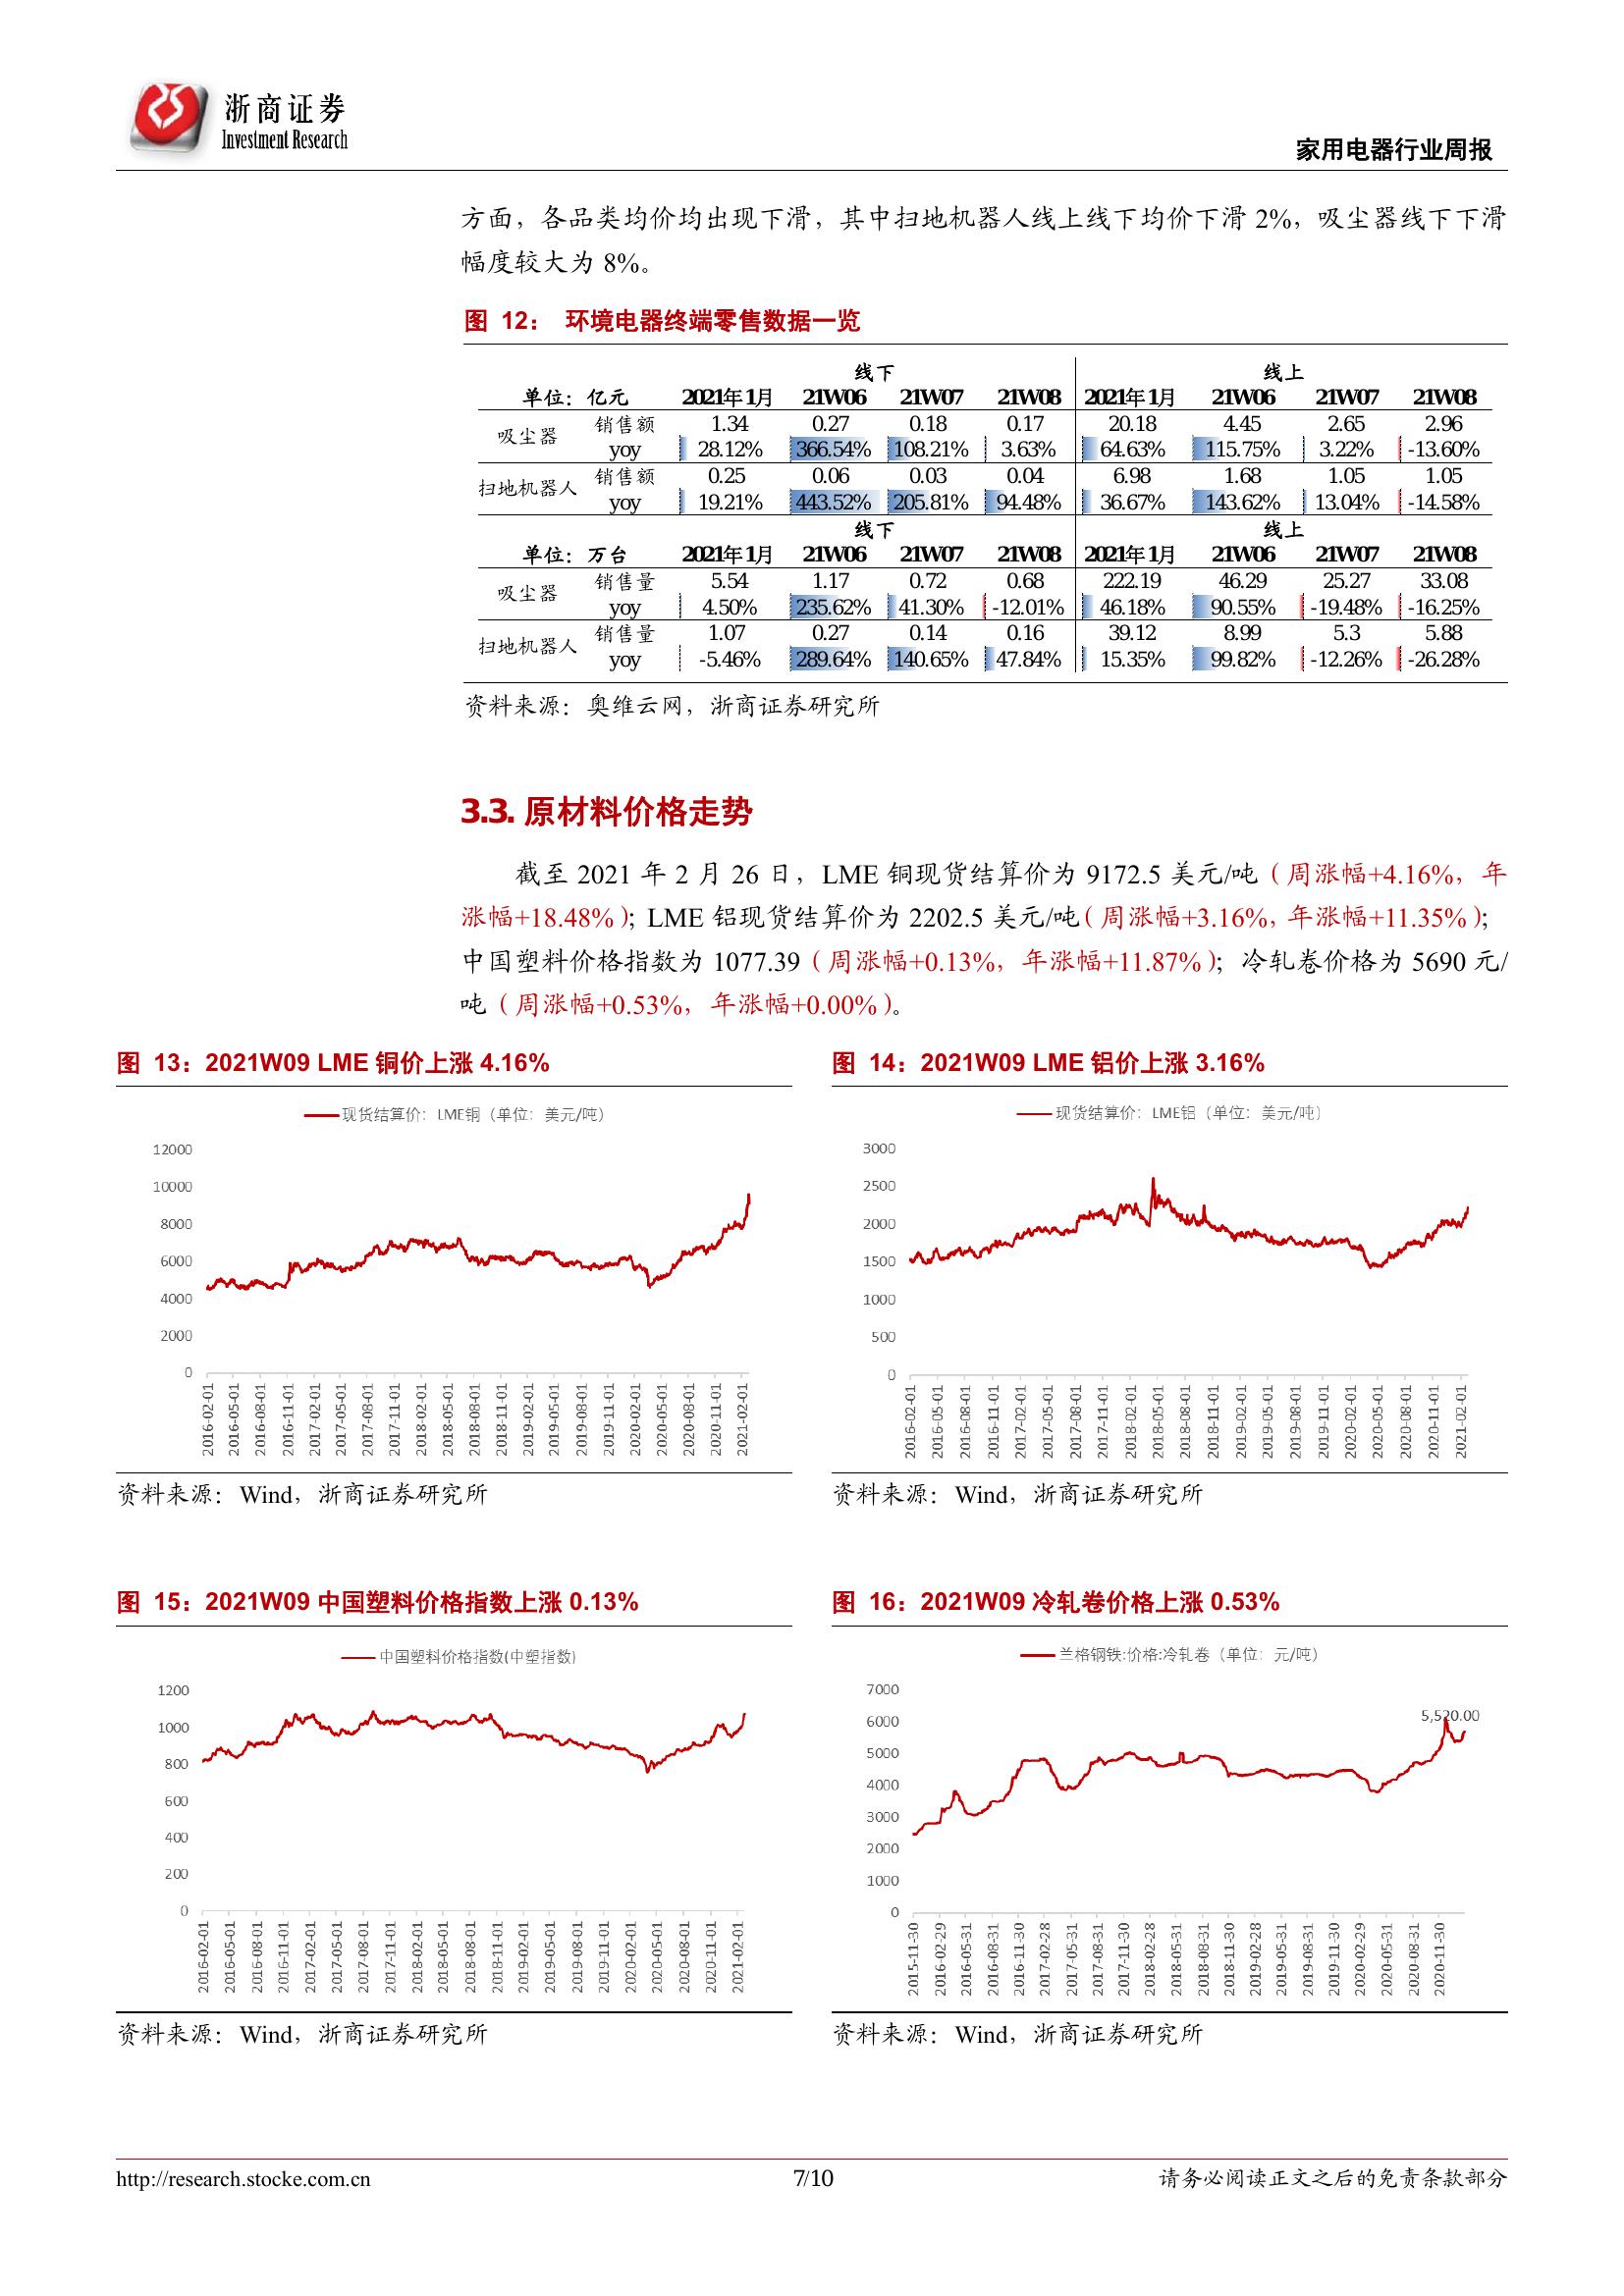 浙商证券
Investment Research
家用电器行业周报
方面，各品类均价均出现下滑，其中扫地机器人线上线下均价下滑 2%，吸尘器线下下滑
幅度较大为 8%。
图 12： 环境电器终端零售数据一览
线下 线上
单位：亿元 2021年1月 21W06 21W07 21W08 2021年1月 21W06 21W07 21W08
吸尘器 销售额 1.34 0.27 0.18 0.17 20.18 4.45 2.65 2.96
yoy 28.12% 366.54% 108.21% 3.63% 64.63% 115.75% 3.22% -13.60%
扫地机器人 销售额 0.25 0.06 0.03 0.04 6.98 1.68 1.05 1.05
yoy 19.21% 443.52% 205.81% 94.48% 36.67% 143.62% 13.04% -14.58%
线下 线上
单位：万台 2021年1月 21W06 21W07 21W08 2021年1月 21W06 21W07 21W08
吸尘器 销售量 5.54 1.17 0.72 0.68 222.19 46.29 25.27 33.08
yoy 4.50% 235.62% 41.30% -12.01% 46.18% 90.55% -19.48% -16.25%
扫地机器人 销售量 1.07 0.27 0.14 0.16 39.12 8.99 5.3 5.88
yoy -5.46% 289.64% 140.65% 47.84% 15.35% 99.82% -12.26% -26.28%
资料来源：奥维云网，浙商证券研究所
3.3. 原材料价格走势
截至 2021 年 2 月 26 日，LME 铜现货结算价为 9172.5 美元/吨（周涨幅+4.16%，年
涨幅+18.48%）；LME 铝现货结算价为 2202.5 美元/吨（周涨幅+3.16%，年涨幅+11.35%）；
中国塑料价格指数为 1077.39（周涨幅+0.13%，年涨幅+11.87%）；冷轧卷价格为 5690 元/
吨（周涨幅+0.53%，年涨幅+0.00%）。
图 13：2021W09 LME 铜价上涨 4.16%
现货结算价：LME铜（单位：美元/吨）
12000
10000
8000
6000
4000
2000
0
2016-02-01 2016-05-01 2016-08-01 2016-11-01 2017-02-01 2017-05-01 2017-08-01 2017-11-01 2018-02-01 2018-05-01 2018-08-01 2018-11-01 2019-02-01 2019-05-01 2019-08-01 2019-11-01 2020-02-01 2020-05-01 2020-08-01 2020-11-01 2021-02-01
资料来源：Wind，浙商证券研究所
图 14：2021W09 LME 铝价上涨 3.16%
现货结算价：LME铝（单位：美元/吨）
3000
2500
2000
1500
1000
500
0
2016-02-01 2016-05-01 2016-08-01 2016-11-01 2017-02-01 2017-05-01 2017-08-01 2017-11-01 2018-02-01 2018-05-01 2018-08-01 2018-11-01 2019-02-01 2019-05-01 2019-08-01 2019-11-01 2020-02-01 2020-05-01 2020-08-01 2020-11-01 2021-02-01
资料来源：Wind，浙商证券研究所
图 15：2021W09 中国塑料价格指数上涨 0.13%
中国塑料价格指数(中塑指数)
1200
1000
800
600
400
200
0
2016-02-01 2016-05-01 2016-08-01 2016-11-01 2017-02-01 2017-05-01 2017-08-01 2017-11-01 2018-02-01 2018-05-01 2018-08-01 2018-11-01 2019-02-01 2019-05-01 2019-08-01 2019-11-01 2020-02-01 2020-05-01 2020-08-01 2020-11-01 2021-02-01
资料来源：Wind，浙商证券研究所
图 16：2021W09 冷轧卷价格上涨 0.53%
兰格钢铁:价格:冷轧卷（单位：元/吨）
7000
6000
5000
4000
3000
2000
1000
0
5,520.00
2015-11-30 2016-02-29 2016-05-31 2016-08-31 2016-11-30 2017-02-28 2017-05-31 2017-08-31 2017-11-30 2018-02-28 2018-05-31 2018-08-31 2018-11-30 2019-02-28 2019-05-31 2019-08-31 2019-11-30 2020-02-29 2020-05-31 2020-08-31 2020-11-30
资料来源：Wind，浙商证券研究所
http://research.stocke.com.cn 7/10 请务必阅读正文之后的免责条款部分